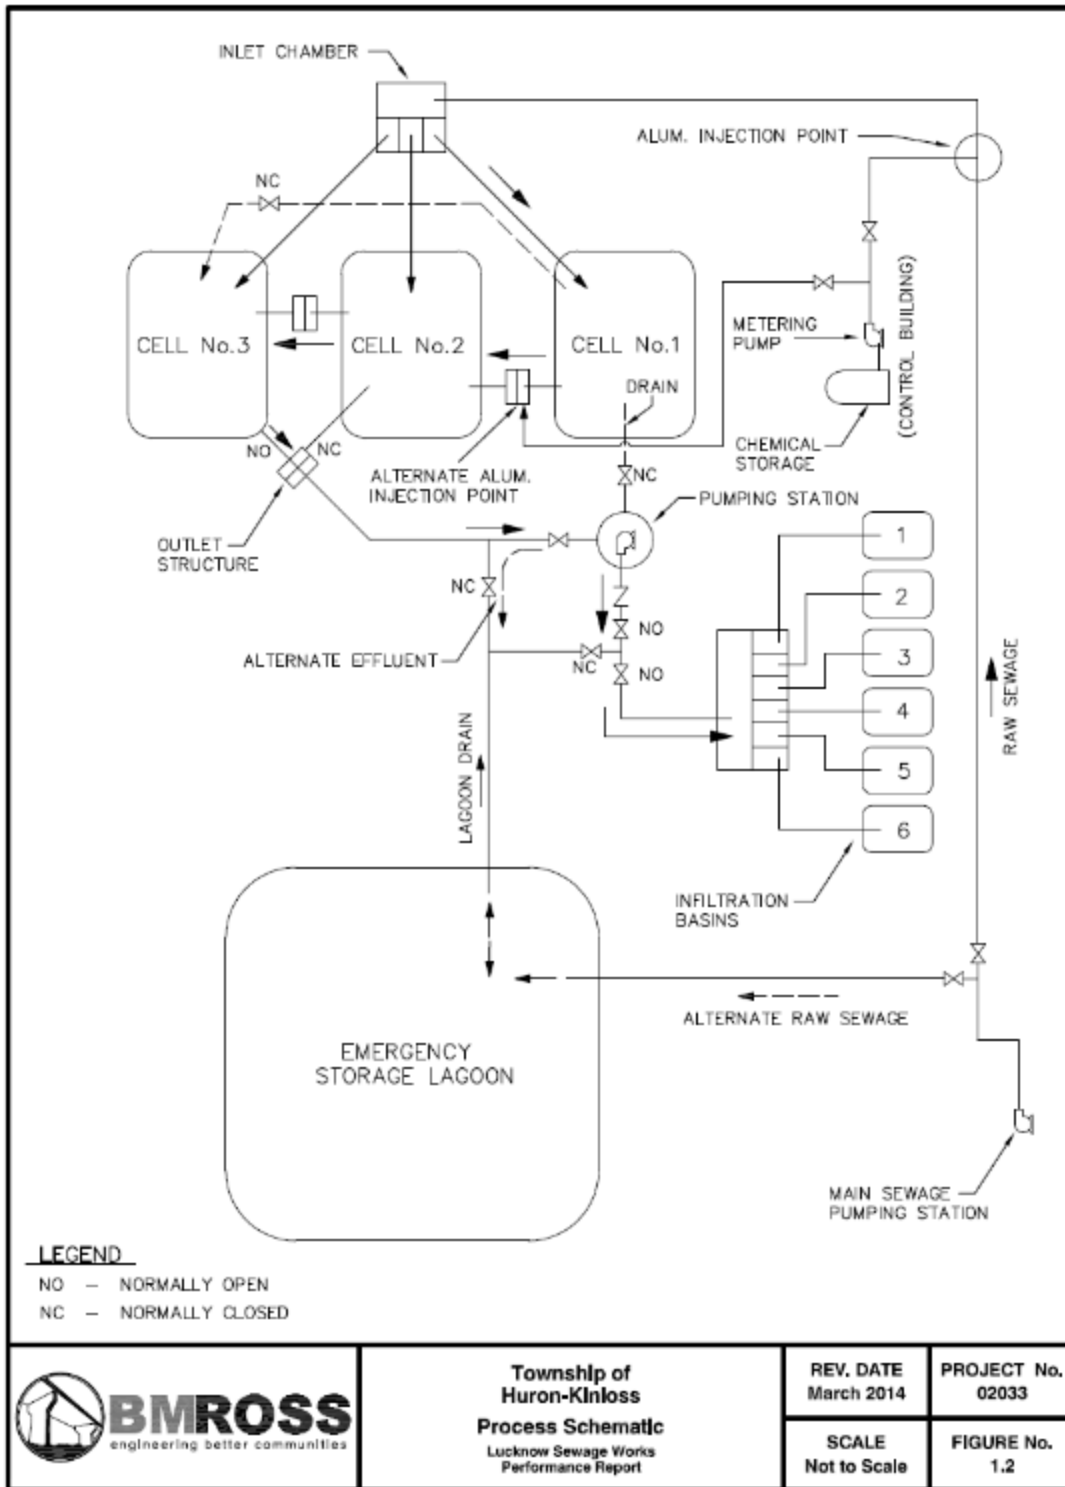 INLET CHAMBER
ALUM. INJECTION POINT
NC
CELL No.3
CELL No.2
CELL No.1
METERING
PUMP
(CONTROL BUILDING)
DRAIN
NO
NC
ALTERNATE ALUM.
INJECTION POINT
CHEMICAL
STORAGE
NC
PUMPING STATION
OUTLET
STRUCTURE
1
NC
2
NO
ALTERNATE EFFLUENT
NC
NO
3
RAW SEWAGE
4
LAGOON DRAIN
5
6
INFILTRATION
BASINS
ALTERNATE RAW SEWAGE
EMERGENCY
STORAGE LAGOON
MAIN SEWAGE
PUMPING STATION
LEGEND
NO – NORMALLY OPEN
NC – NORMALLY CLOSED
BMROSS
engineering better communities
Township of
Huron-Kinloss
Process Schematic
Lucknow Sewage Works
Performance Report
REV. DATE
March 2014
PROJECT No.
02033
SCALE
Not to Scale
FIGURE No.
1.2